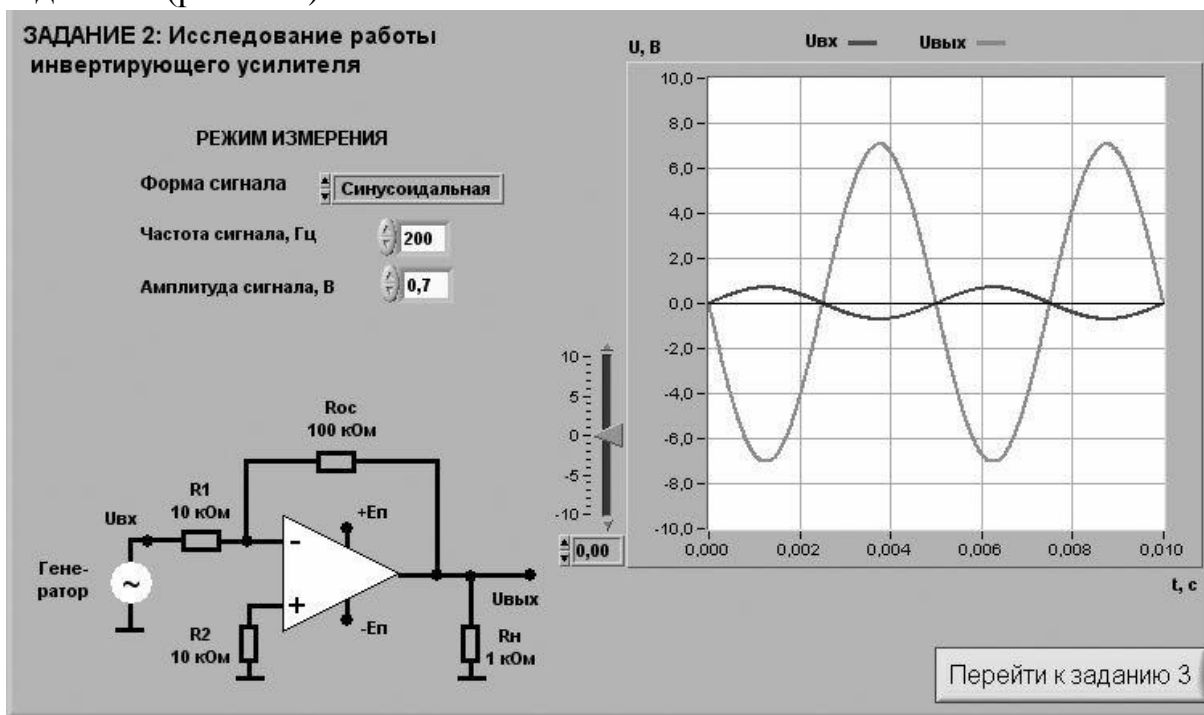 ЗАДАНИЕ 2: Исследование работы
инвертирующего усилителя
РЕЖИМ ИЗМЕРЕНИЯ
Форма сигнала
Синусоидальная
Частота сигнала, Гц
200
Амплитуда сигнала, В
0,7
U, В
Uвх
Uвых
10,0
8,0
6,0
4,0
2,0
0,0
-2,0
-4,0
-6,0
-8,0
-10,0
0,000 0,002 0,004 0,006 0,008 0,010
t, с
10
5
0
-5
-10
0,00
Rос
100 кОм
R1
10 кОм
Uвх
+Eп
-
+
Гене-
ратор
~
-Eп
Uвых
R2
10 кОм
Rн
1 кОм
Перейти к заданию 3